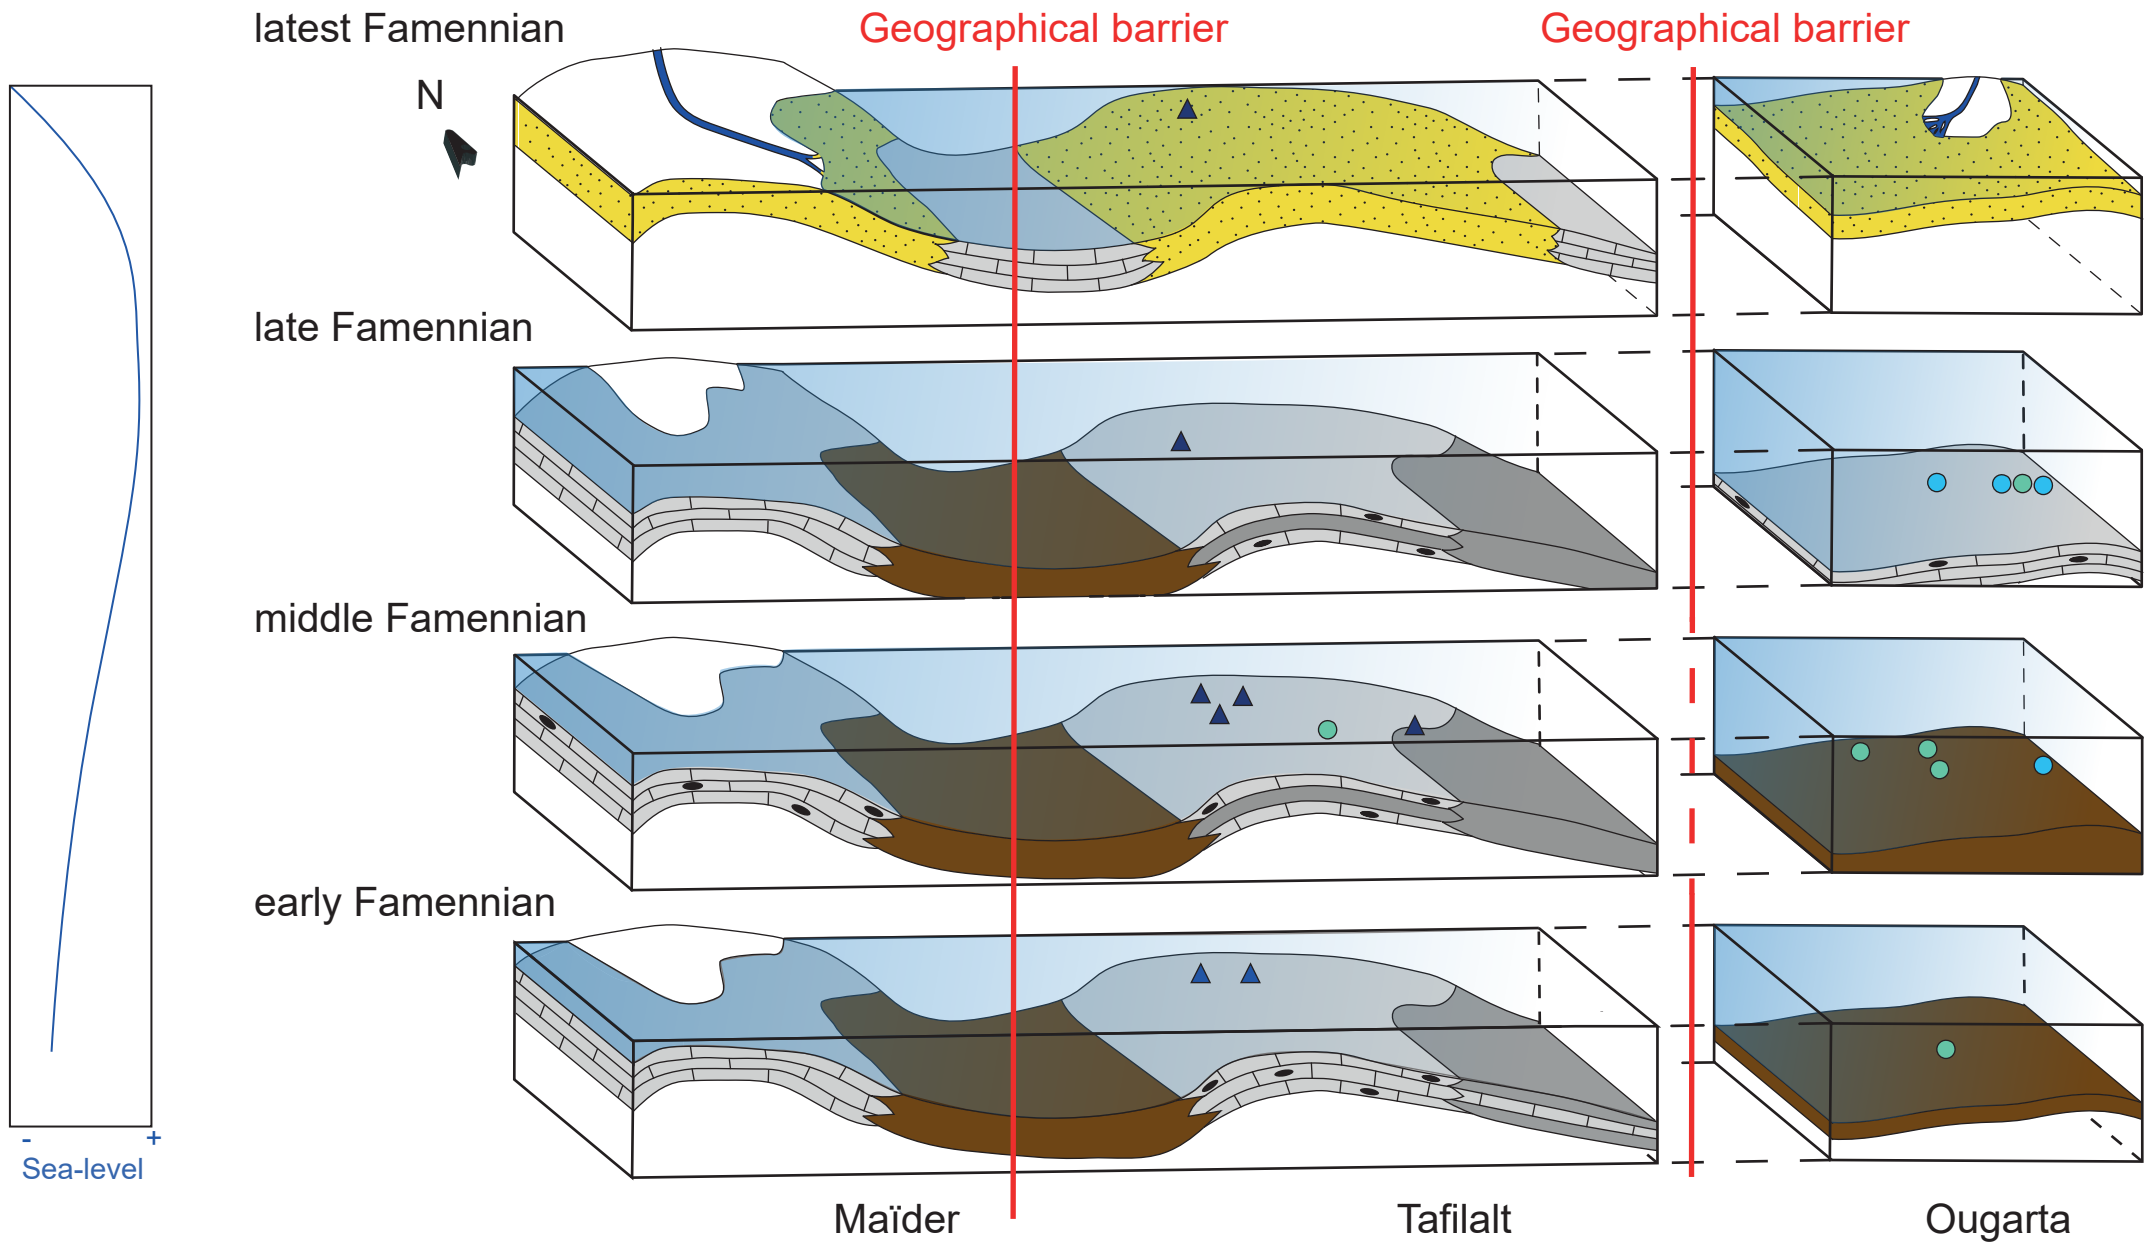 latest Famennian
Geographical barrier
Geographical barrier
N
late Famennian
middle Famennian
early Famennian
- +
Sea-level
Maïder
Tafilalt
Ougarta